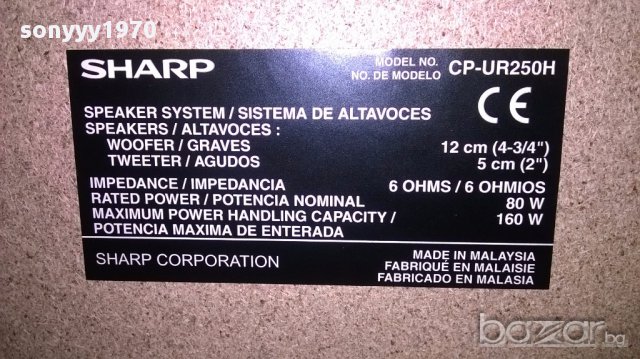 sonyyy1970
SHARP
MODEL NO.
NO. DE MODELO
CP-UR250H
CE
SPEAKER SYSTEM / SISTEMA DE ALTAVOCES
SPEAKERS / ALTAVOCES :
WOOFER / GRAVES 12 cm (4-3/4")
TWEETER / AGUDOS 5 cm (2")
IMPEDANCE / IMPEDANCIA 6 OHMS / 6 OHMIOS
RATED POWER / POTENCIA NOMINAL 80 W
MAXIMUM POWER HANDLING CAPACITY / 160 W
POTENCIA MAXIMA DE ENTERADA
SHARP CORPORATION
MADE IN MALAYSIA
FABRIQUÉ EN MALAISIE
FABRICADO EN MALASIA
bazar.bg